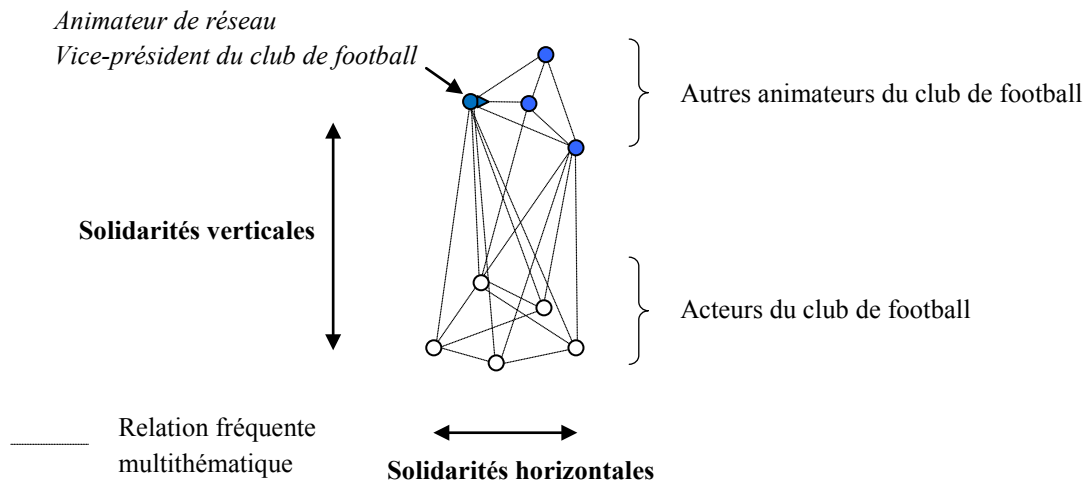 Animateur de réseau
Vice-président du club de football
Autres animateurs du club de football
Solidarités verticales
Acteurs du club de football
Relation fréquente
multithématique
Solidarités horizontales